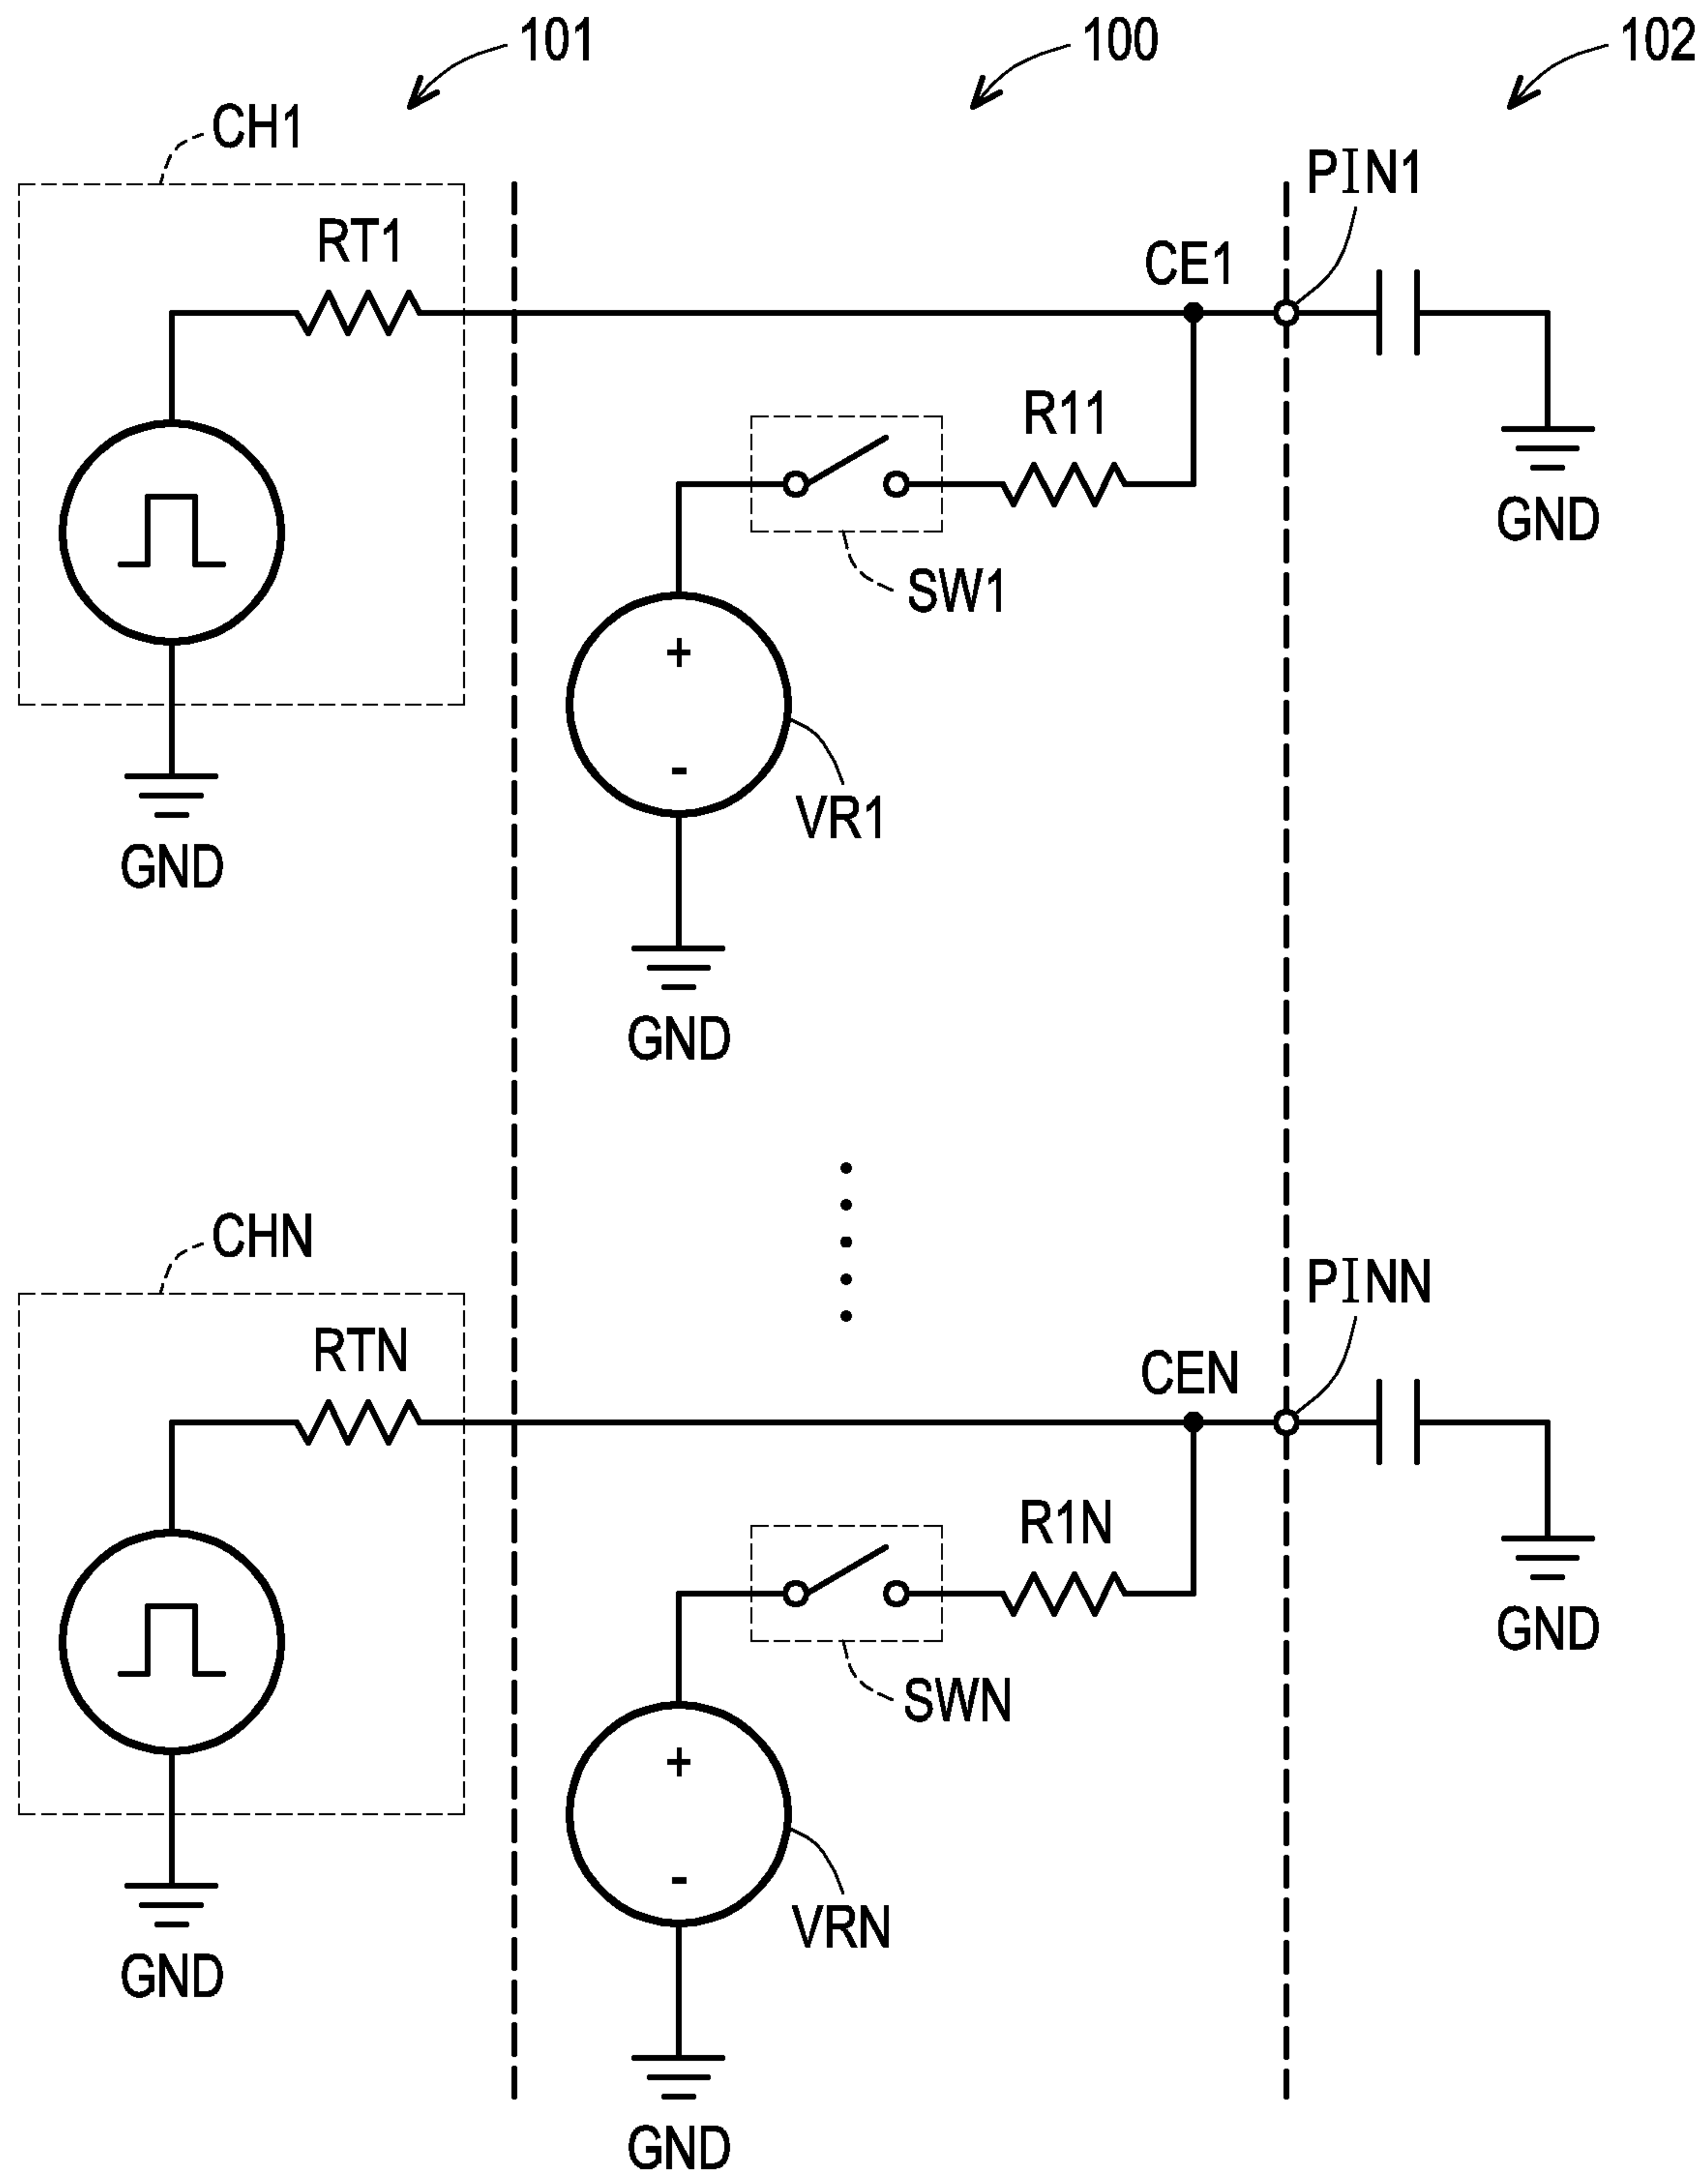 101
100
102
CH1
PIN1
RT1
CE1
R11
GND
SW1
+
-
VR1
GND
GND
CHN
PINN
RTN
CEN
R1N
GND
SWN
+
-
VRN
GND
GND